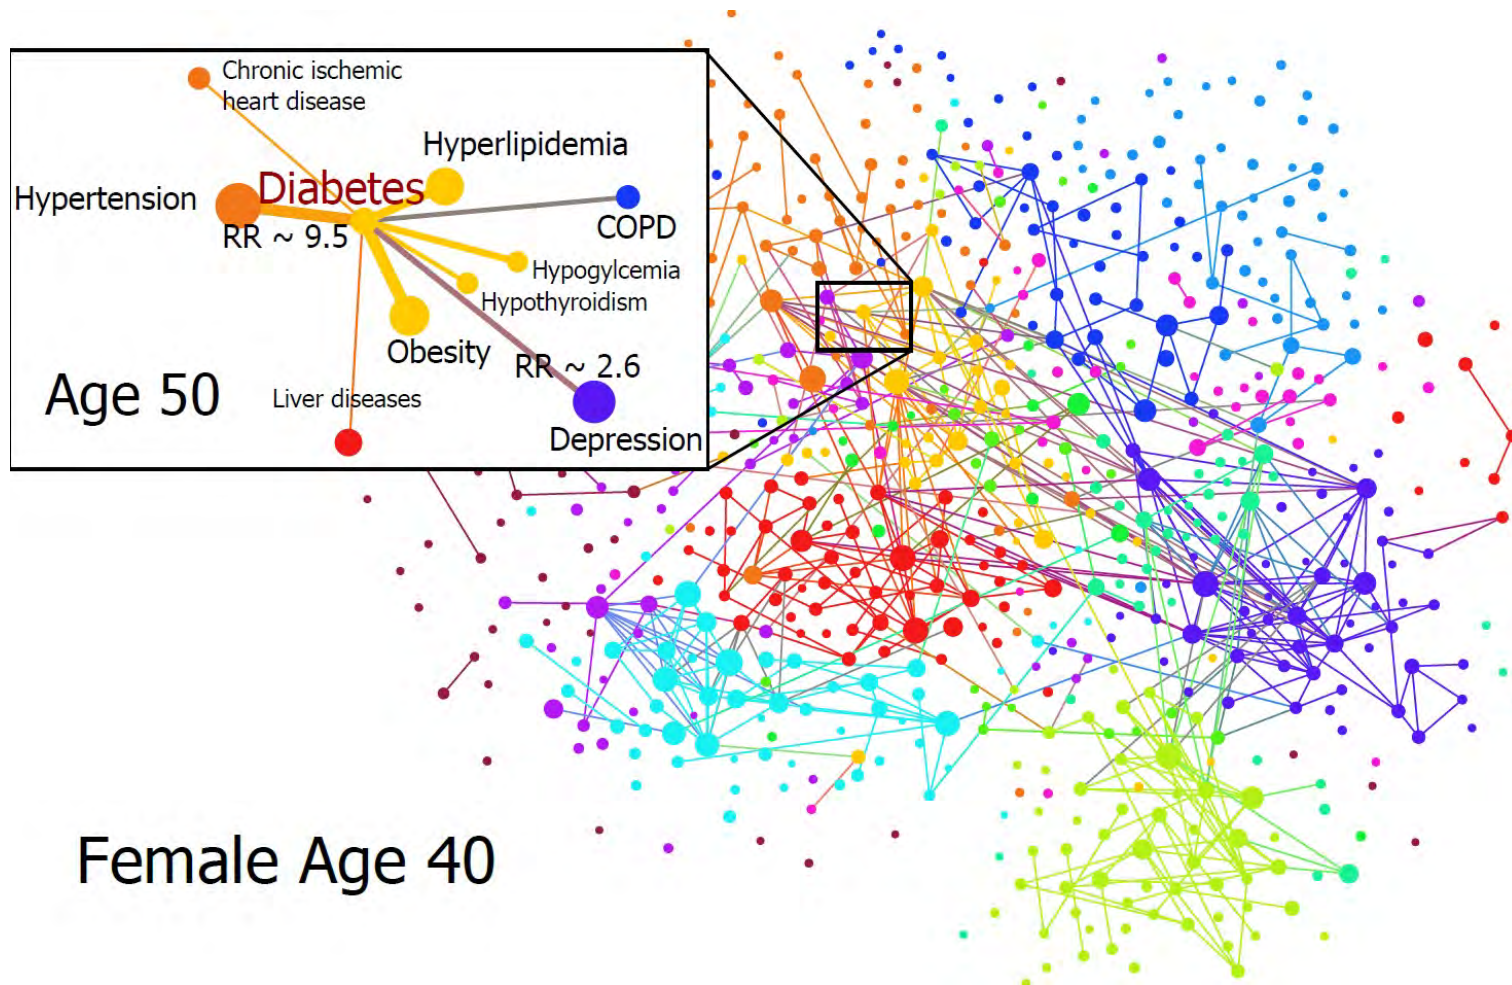 Chronic ischemic
heart disease
Hyperlipidemia
Hypertension
Diabetes
COPD
RR ~ 9.5
Hypogylcemia
Hypothyroidism
Obesity
RR ~ 2.6
Age 50
Liver diseases
Depression
Female Age 40